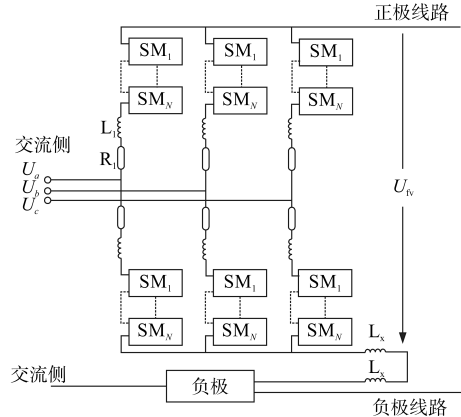 正极线路
SM1 SM1 SM1
SMN SMN SMN
L1
交流侧
R1
Ua
Ub
Uc
Ufv
SM1 SM1 SM1
SMN SMN SMN
Lx
Lx
交流侧
负极
负极线路